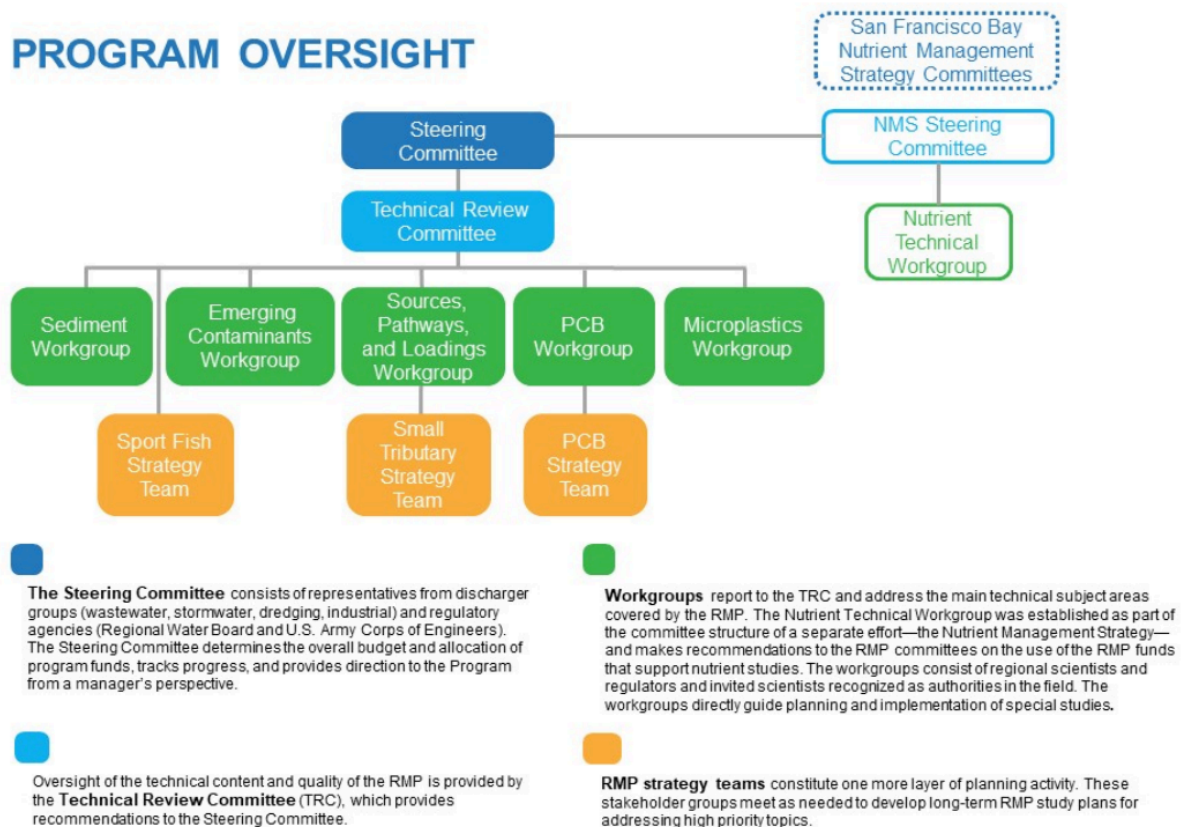 PROGRAM OVERSIGHT
San Francisco Bay
Nutrient Management
Strategy Committees
Steering
Committee
NMS Steering
Committee
Technical Review
Committee
Nutrient
Technical
Workgroup
Sediment
Workgroup
Emerging
Contaminants
Workgroup
Sources,
Pathways,
and Loadings
Workgroup
PCB
Workgroup
Microplastics
Workgroup
Sport Fish
Strategy
Team
Small
Tributary
Strategy
Team
PCB
Strategy
Team
The Steering Committee consists of representatives from discharger
groups (wastewater, stormwater, dredging, industrial) and regulatory
agencies (Regional Water Board and U.S. Army Corps of Engineers).
The Steering Committee determines the overall budget and allocation of
program funds, tracks progress, and provides direction to the Program
from a manager's perspective.
Workgroups report to the TRC and address the main technical subject areas
covered by the RMP. The Nutrient Technical Workgroup was established as part of
the committee structure of a separate effort—the Nutrient Management Strategy—
and makes recommendations to the RMP committees on the use of the RMP funds
that support nutrient studies. The workgroups consist of regional scientists and
regulators and invited scientists recognized as authorities in the field. The
workgroups directly guide planning and implementation of special studies.
Oversight of the technical content and quality of the RMP is provided by
the Technical Review Committee (TRC), which provides
recommendations to the Steering Committee.
RMP strategy teams constitute one more layer of planning activity. These
stakeholder groups meet as needed to develop long-term RMP study plans for
addressing high priority topics.